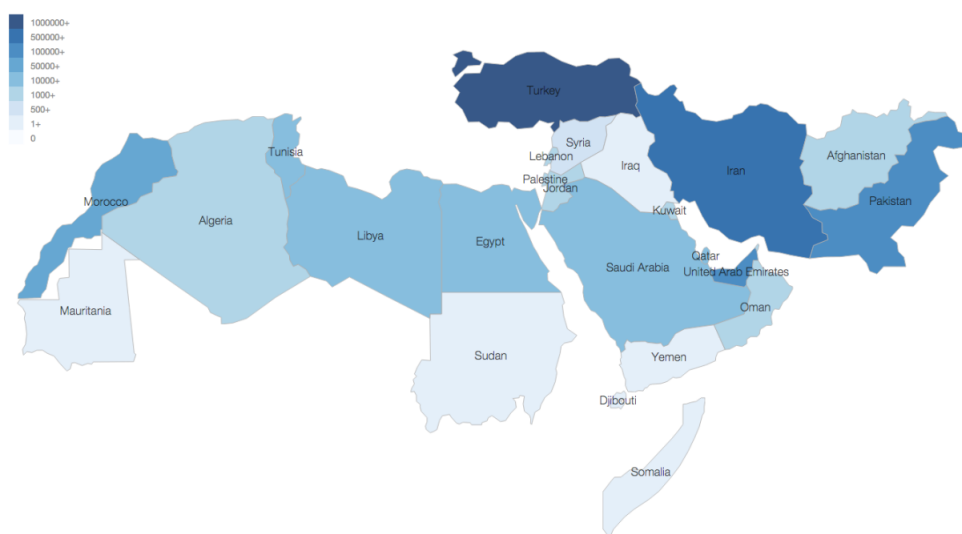 1000000+
500000+
100000+
50000+
10000+
1000+
500+
1+
0
Turkey
Tunisia
Syria
Lebanon
Iraq
Iran
Afghanistan
Palestine
Jordan
Morocco
Pakistan
Kuwait
Algeria
Libya
Egypt
Qatar
Saudi Arabia
United Arab Emirates
Mauritania
Oman
Sudan
Yemen
Djibouti
Somalia